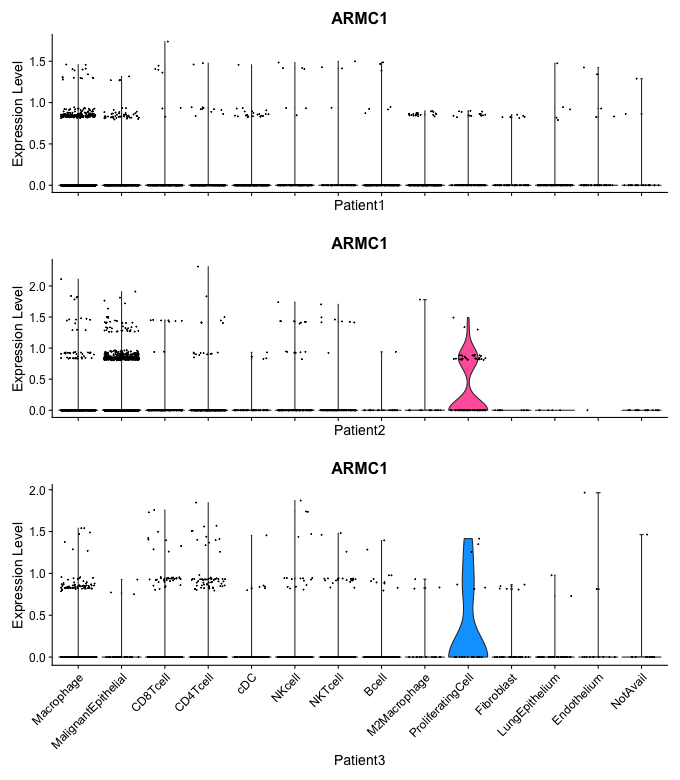 ARMC1
Expression Level
1.5
1.0
0.5
0.0
Patient1
ARMC1
Expression Level
2.0
1.5
1.0
0.5
0.0
Patient2
ARMC1
Expression Level
2.0
1.5
1.0
0.5
0.0
Macrophage
MalignantEpithelial
CD8Tcell
CD4Tcell
cDC
NKcell
NKTcell
Bcell
M2Macrophage
ProliferatingCell
Fibroblast
LungEpithelium
Endothelium
NotAvail
Patient3